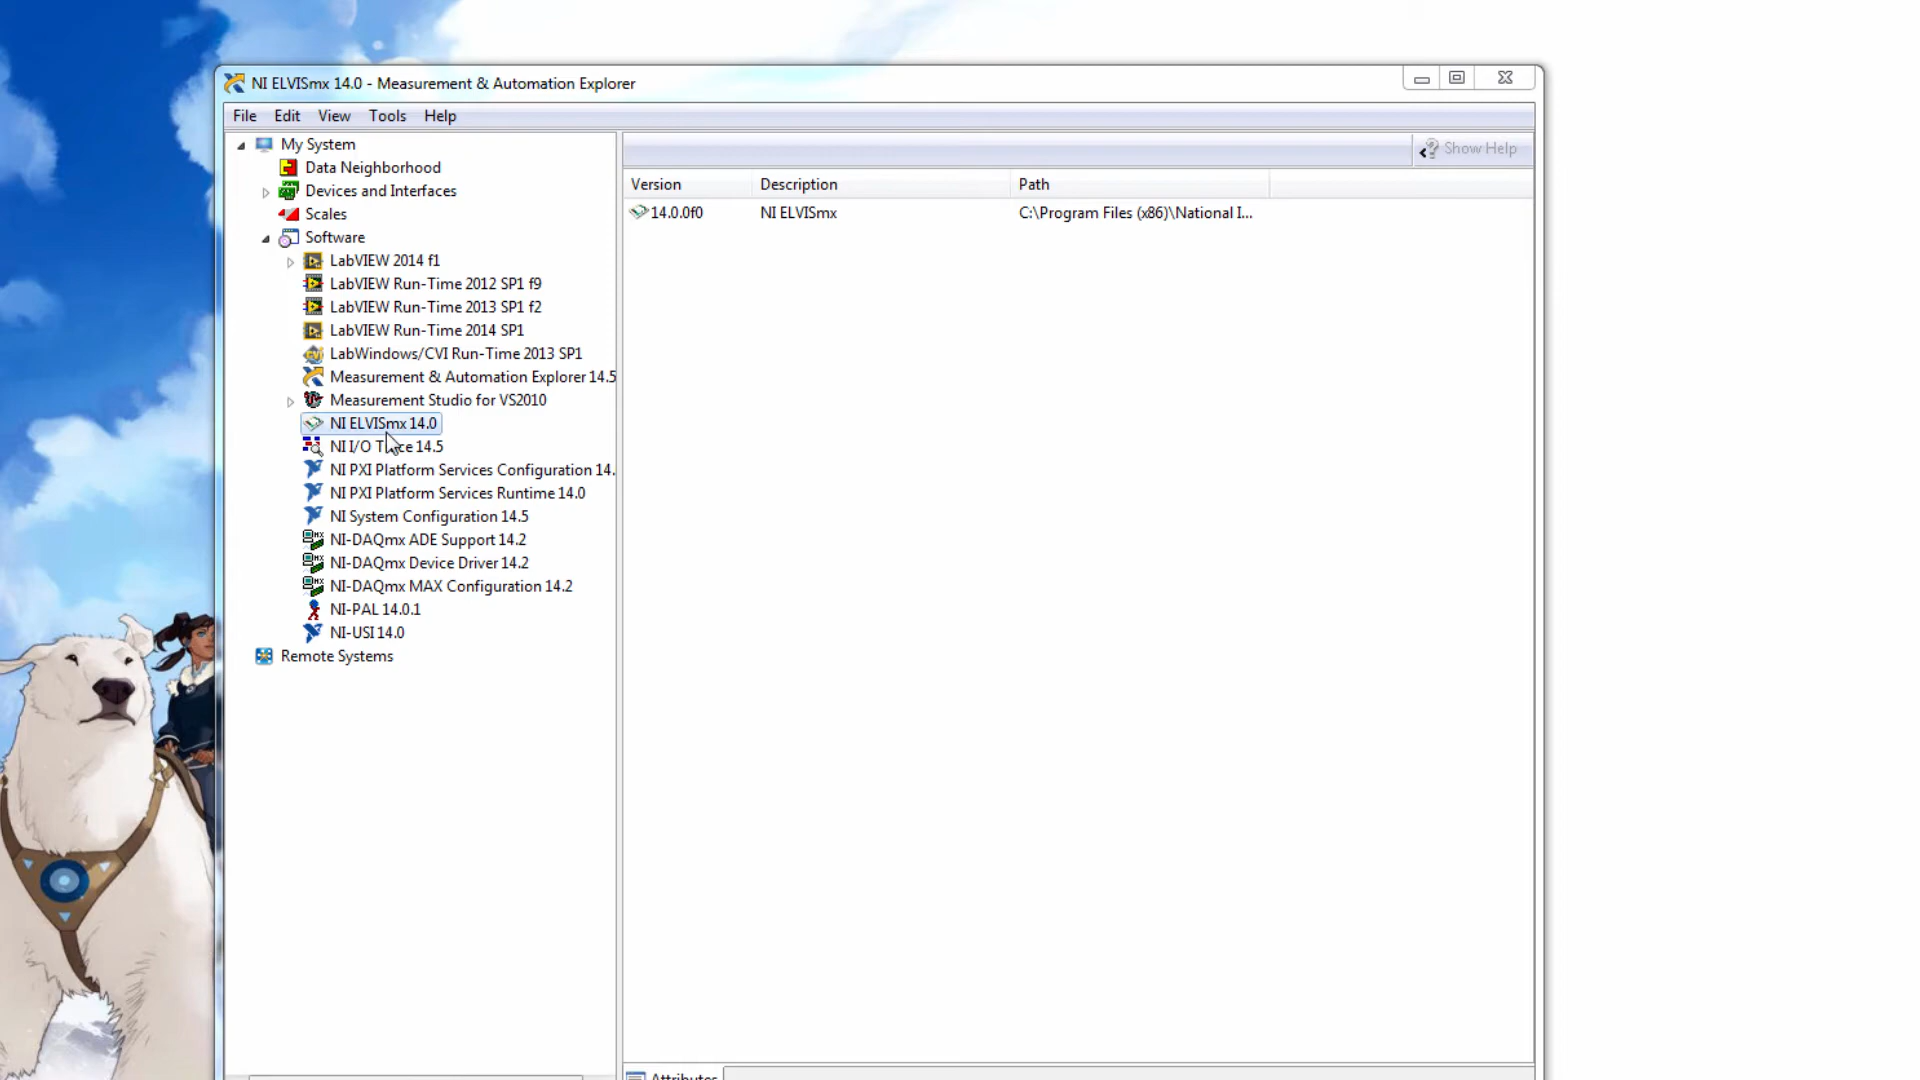 NI ELVISmx 14.0 - Measurement & Automation Explorer
File Edit View Tools Help
My System
Data Neighborhood
Devices and Interfaces
Scales
Software
LabVIEW 2014 f1
LabVIEW Run-Time 2012 SP1 f9
LabVIEW Run-Time 2013 SP1 f2
LabVIEW Run-Time 2014 SP1
LabWindows/CVI Run-Time 2013 SP1
Measurement & Automation Explorer 14.5
Measurement Studio for VS2010
NI ELVISmx 14.0
NI I/O Trace 14.5
NI PXI Platform Services Configuration 14.
NI PXI Platform Services Runtime 14.0
NI System Configuration 14.5
NI-DAQmx ADE Support 14.2
NI-DAQmx Device Driver 14.2
NI-DAQmx MAX Configuration 14.2
NI-PAL 14.0.1
NI-USI 14.0
Remote Systems
Show Help
Version Description Path
14.0.0f0 NI ELVISmx C:\Program Files (x86)\National I...
Attributes